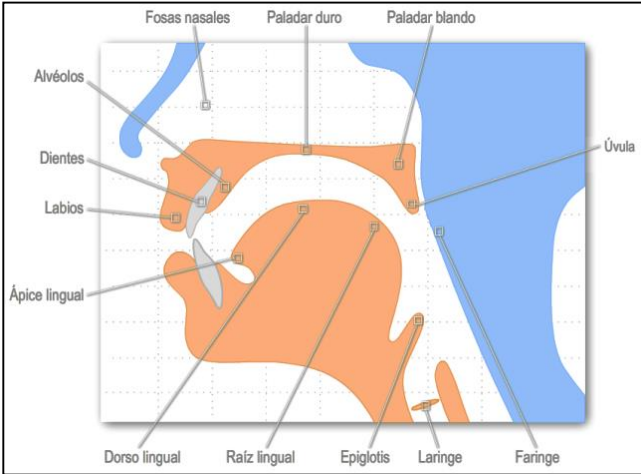 Fosas nasales
Paladar duro
Paladar blando
Alvéolos
Dientes
Úvula
Labios
Ápice lingual
Dorso lingual
Raíz lingual
Epiglotis
Laringe
Faringe